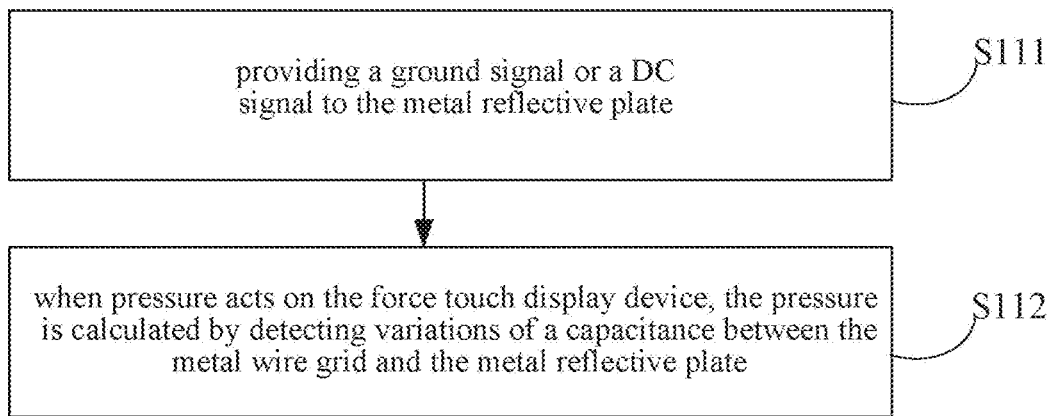 providing a ground signal or a DC
signal to the metal reflective plate
S111
when pressure acts on the force touch display device, the pressure
is calculated by detecting variations of a capacitance between the
metal wire grid and the metal reflective plate
S112